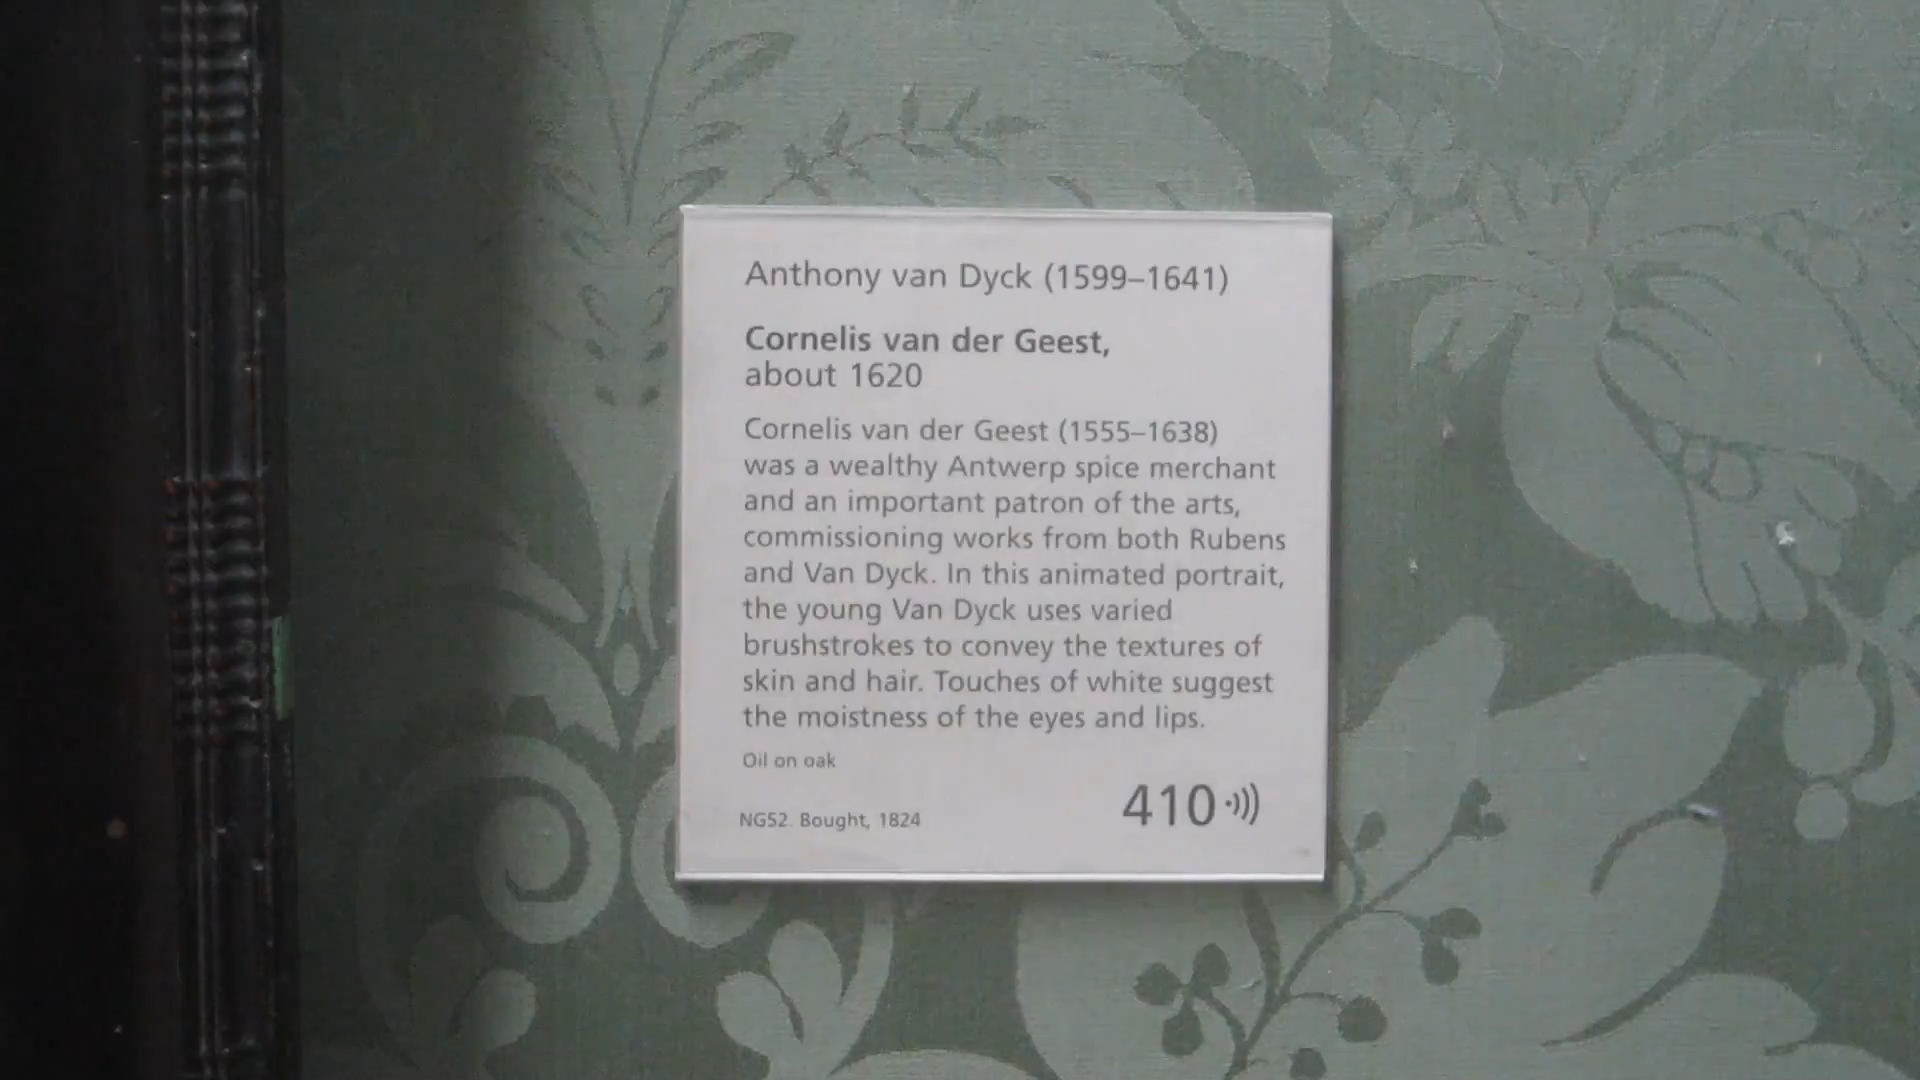 Anthony van Dyck (1599–1641)
Cornelis van der Geest,
about 1620
Cornelis van der Geest (1555–1638)
was a wealthy Antwerp spice merchant
and an important patron of the arts,
commissioning works from both Rubens
and Van Dyck. In this animated portrait,
the young Van Dyck uses varied
brushstrokes to convey the textures of
skin and hair. Touches of white suggest
the moistness of the eyes and lips.
Oil on oak
410
NG52. Bought, 1824